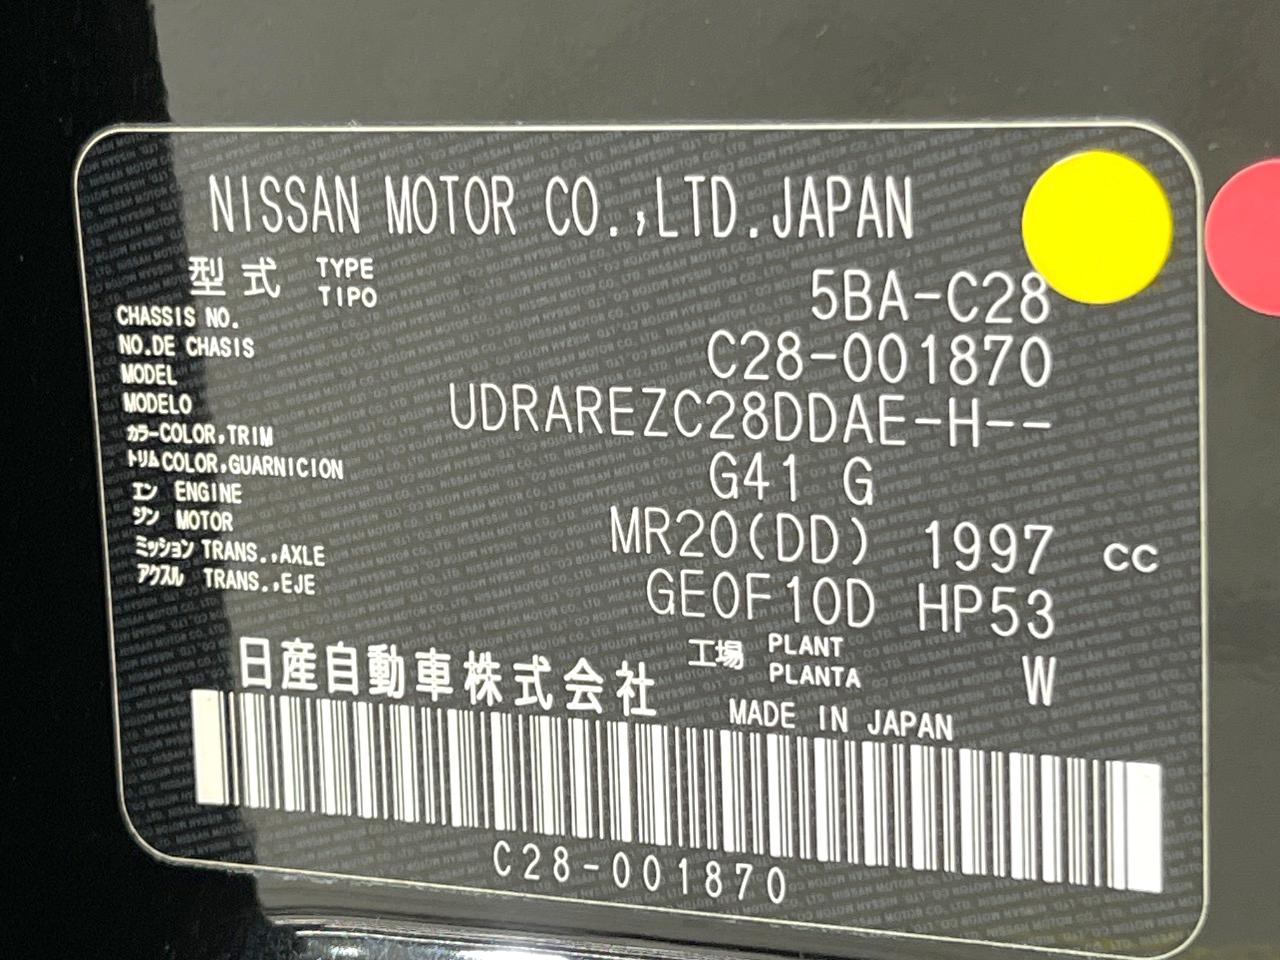 NISSAN MOTOR CO.,LTD.JAPAN
型式 TYPE TIPO 5BA-C28
CHASSIS NO.
NO.DE CHASIS C28-001870
MODEL
MODELO UDRAREZC28DDAE-H--
カラー COLOR,TRIM
トリム COLOR,GUARNICION G41 G
エン ENGINE
ジン MOTOR MR20(DD) 1997 cc
ミッション TRANS.,AXLE
アクスル TRANS.,EJE GE0F10D HP53
日産自動車株式会社 工場 PLANT PLANTA W
MADE IN JAPAN
C28-001870